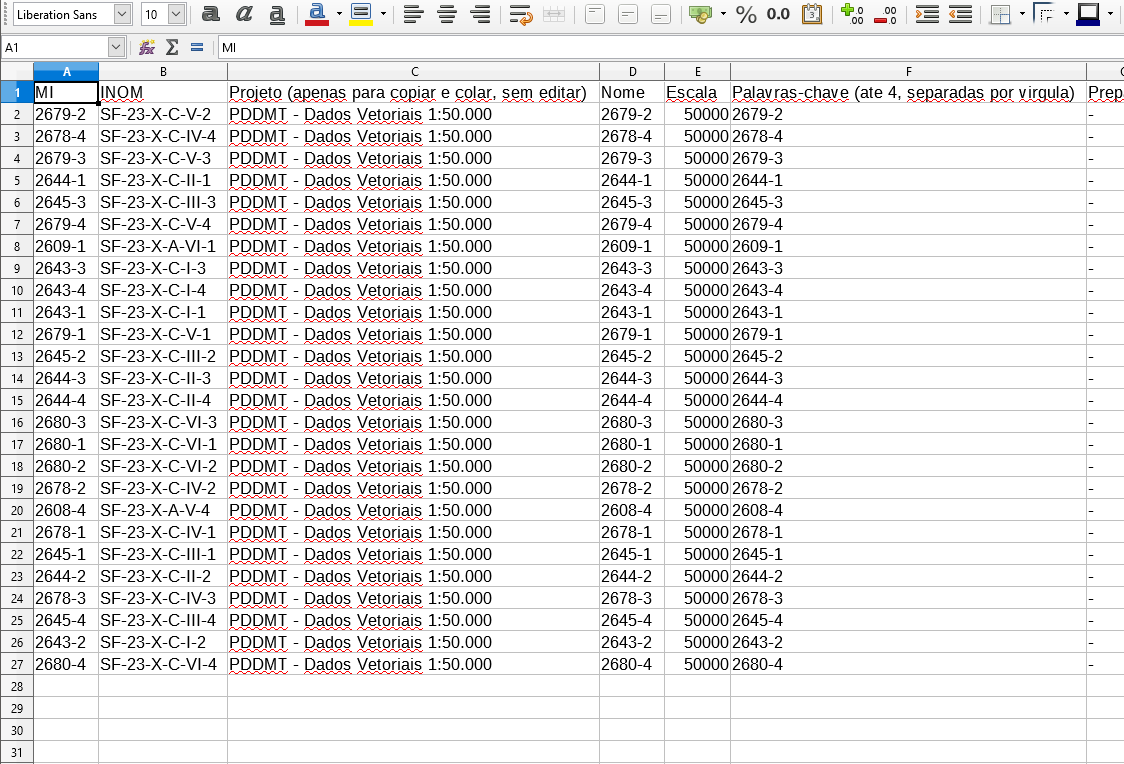 Liberation Sans 10 a a a a % 0.0 3 .00 .00
A1 fx Σ = MI
A B C D E F
1 MI INOM Projeto (apenas para copiar e colar, sem editar) Nome Escala Palavras-chave (ate 4, separadas por virgula)
2 2679-2 SF-23-X-C-V-2 PDDMT - Dados Vetoriais 1:50.000 2679-2 50000 2679-2 -
3 2678-4 SF-23-X-C-IV-4 PDDMT - Dados Vetoriais 1:50.000 2678-4 50000 2678-4 -
4 2679-3 SF-23-X-C-V-3 PDDMT - Dados Vetoriais 1:50.000 2679-3 50000 2679-3 -
5 2644-1 SF-23-X-C-II-1 PDDMT - Dados Vetoriais 1:50.000 2644-1 50000 2644-1 -
6 2645-3 SF-23-X-C-III-3 PDDMT - Dados Vetoriais 1:50.000 2645-3 50000 2645-3 -
7 2679-4 SF-23-X-C-V-4 PDDMT - Dados Vetoriais 1:50.000 2679-4 50000 2679-4 -
8 2609-1 SF-23-X-A-VI-1 PDDMT - Dados Vetoriais 1:50.000 2609-1 50000 2609-1 -
9 2643-3 SF-23-X-C-I-3 PDDMT - Dados Vetoriais 1:50.000 2643-3 50000 2643-3 -
10 2643-4 SF-23-X-C-I-4 PDDMT - Dados Vetoriais 1:50.000 2643-4 50000 2643-4 -
11 2643-1 SF-23-X-C-I-1 PDDMT - Dados Vetoriais 1:50.000 2643-1 50000 2643-1 -
12 2679-1 SF-23-X-C-V-1 PDDMT - Dados Vetoriais 1:50.000 2679-1 50000 2679-1 -
13 2645-2 SF-23-X-C-III-2 PDDMT - Dados Vetoriais 1:50.000 2645-2 50000 2645-2 -
14 2644-3 SF-23-X-C-II-3 PDDMT - Dados Vetoriais 1:50.000 2644-3 50000 2644-3 -
15 2644-4 SF-23-X-C-II-4 PDDMT - Dados Vetoriais 1:50.000 2644-4 50000 2644-4 -
16 2680-3 SF-23-X-C-VI-3 PDDMT - Dados Vetoriais 1:50.000 2680-3 50000 2680-3 -
17 2680-1 SF-23-X-C-VI-1 PDDMT - Dados Vetoriais 1:50.000 2680-1 50000 2680-1 -
18 2680-2 SF-23-X-C-VI-2 PDDMT - Dados Vetoriais 1:50.000 2680-2 50000 2680-2 -
19 2678-2 SF-23-X-C-IV-2 PDDMT - Dados Vetoriais 1:50.000 2678-2 50000 2678-2 -
20 2608-4 SF-23-X-A-V-4 PDDMT - Dados Vetoriais 1:50.000 2608-4 50000 2608-4 -
21 2678-1 SF-23-X-C-IV-1 PDDMT - Dados Vetoriais 1:50.000 2678-1 50000 2678-1 -
22 2645-1 SF-23-X-C-III-1 PDDMT - Dados Vetoriais 1:50.000 2645-1 50000 2645-1 -
23 2644-2 SF-23-X-C-II-2 PDDMT - Dados Vetoriais 1:50.000 2644-2 50000 2644-2 -
24 2678-3 SF-23-X-C-IV-3 PDDMT - Dados Vetoriais 1:50.000 2678-3 50000 2678-3 -
25 2645-4 SF-23-X-C-III-4 PDDMT - Dados Vetoriais 1:50.000 2645-4 50000 2645-4 -
26 2643-2 SF-23-X-C-I-2 PDDMT - Dados Vetoriais 1:50.000 2643-2 50000 2643-2 -
27 2680-4 SF-23-X-C-VI-4 PDDMT - Dados Vetoriais 1:50.000 2680-4 50000 2680-4 -
28
29
30
31